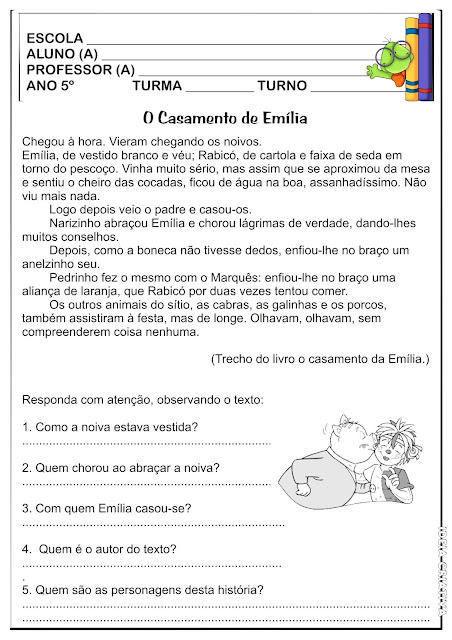 ESCOLA
ALUNO (A)
PROFESSOR (A)
ANO 5º TURMA TURNO
O Casamento de Emília
Chegou à hora. Vieram chegando os noivos.
Emília, de vestido branco e véu; Rabicó, de cartola e faixa de seda em
torno do pescoço. Vinha muito sério, mas assim que se aproximou da mesa
e sentiu o cheiro das cocadas, ficou de água na boa, assanhadíssimo. Não
viu mais nada.
Logo depois veio o padre e casou-os.
Narizinho abraçou Emília e chorou lágrimas de verdade, dando-lhes
muitos conselhos.
Depois, como a boneca não tivesse dedos, enfiou-lhe no braço um
anelzinho seu.
Pedrinho fez o mesmo com o Marquês: enfiou-lhe no braço uma
aliança de laranja, que Rabicó por duas vezes tentou comer.
Os outros animais do sítio, as cabras, as galinhas e os porcos,
também assistiram à festa, mas de longe. Olhavam, olhavam, sem
compreenderem coisa nenhuma.
(Trecho do livro o casamento da Emília.)
Responda com atenção, observando o texto:
1. Como a noiva estava vestida?
2. Quem chorou ao abraçar a noiva?
3. Com quem Emília casou-se?
4. Quem é o autor do texto?
5. Quem são as personagens desta história?